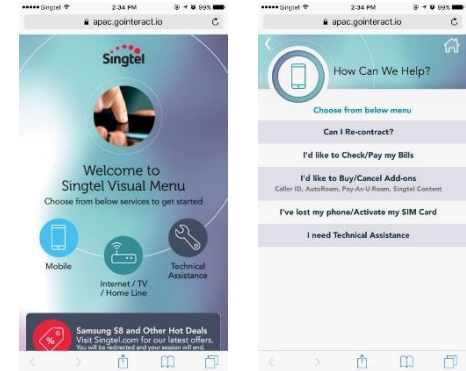 Singtel 2:34 PM 99%
apac.gointeract.io
Singtel
Welcome to
Singtel Visual Menu
Choose from below services to get started
Mobile
Internet / TV
/ Home Line
Technical
Assistance
%
Samsung S8 and Other Hot Deals
Visit Singtel.com for our latest offers.
You will be redirected and your session will end.
Singtel 2:34 PM 99%
apac.gointeract.io
How Can We Help?
Choose from below menu
Can I Re-contract?
I'd like to Check/Pay my Bills
I'd like to Buy/Cancel Add-ons
Caller ID, AutoRoam, Pay-As-U-Roam, Singtel Content
I've lost my phone/Activate my SIM Card
I need Technical Assistance